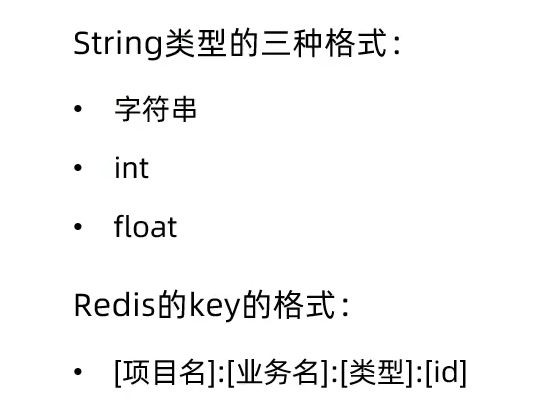 String类型的三种格式：
• 字符串
• int
• float
Redis的key的格式：
• [项目名]:[业务名]:[类型]:[id]